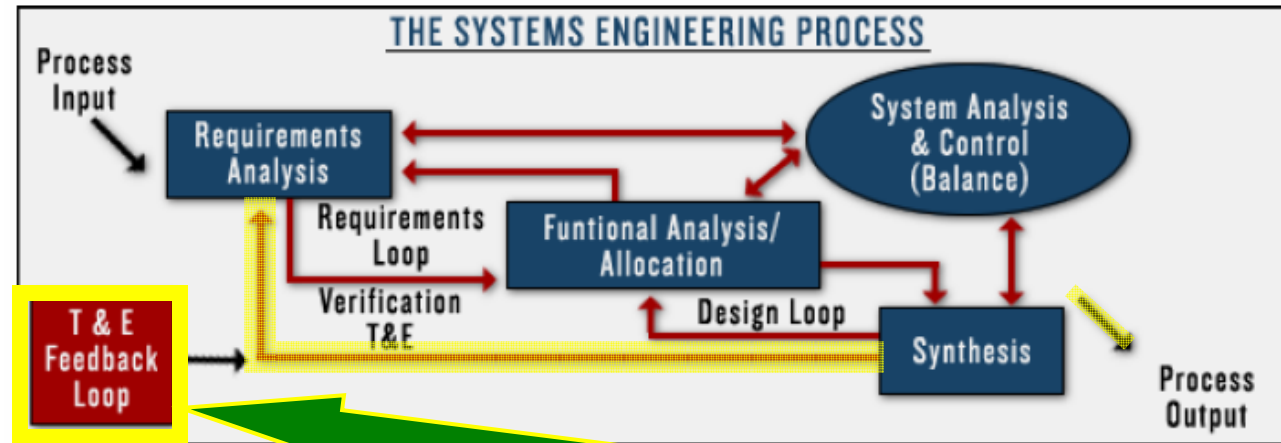 THE SYSTEMS ENGINEERING PROCESS
Process
Input
Requirements
Analysis
System Analysis
& Control
(Balance)
Requirements
Loop
Funtional Analysis/
Allocation
Verification
T&E
Design Loop
T & E
Feedback
Loop
Synthesis
Process
Output